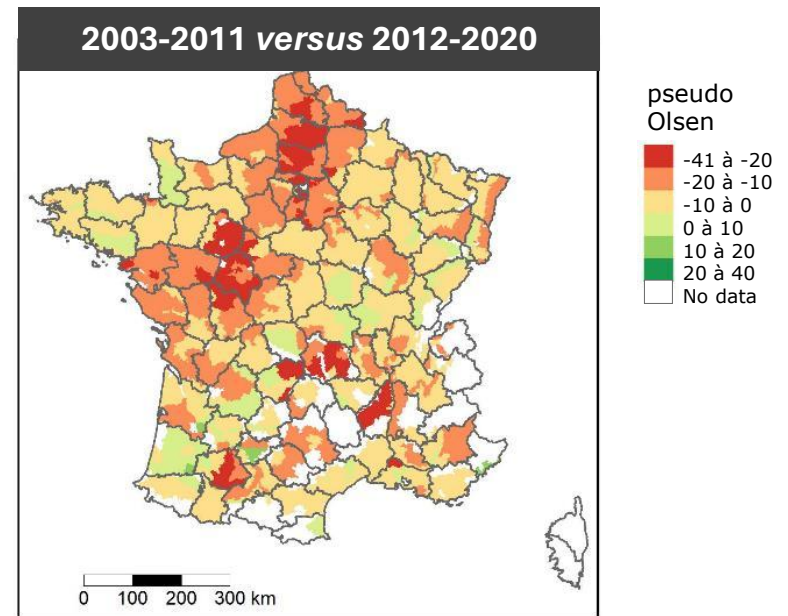 2003-2011 versus 2012-2020
pseudo
Olsen
-41 à -20
-20 à -10
-10 à 0
0 à 10
10 à 20
20 à 40
No data
0 100 200 300 km